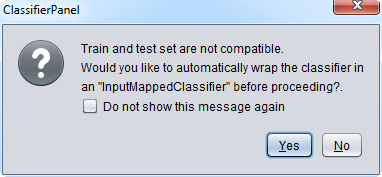 ClassifierPanel
Train and test set are not compatible.
Would you like to automatically wrap the classifier in
an "InputMappedClassifier" before proceeding?.
Do not show this message again
Yes
No